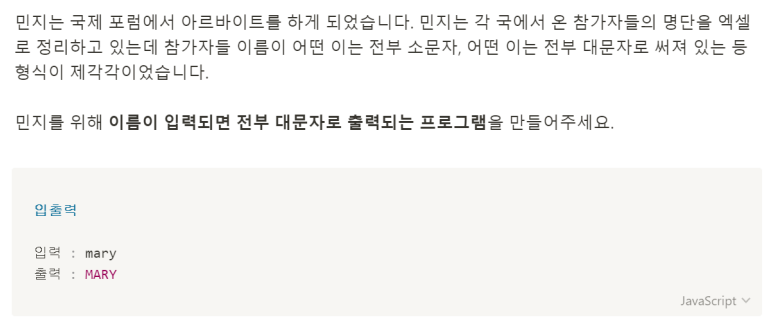 민지는 국제 포럼에서 아르바이트를 하게 되었습니다. 민지는 각 국에서 온 참가자들의 명단을 엑셀
로 정리하고 있는데 참가자들 이름이 어떤 이는 전부 소문자, 어떤 이는 전부 대문자로 써져 있는 등
형식이 제각각이었습니다.
민지를 위해 이름이 입력되면 전부 대문자로 출력되는 프로그램을 만들어주세요.
입출력
입력 : mary
출력 : MARY
JavaScript